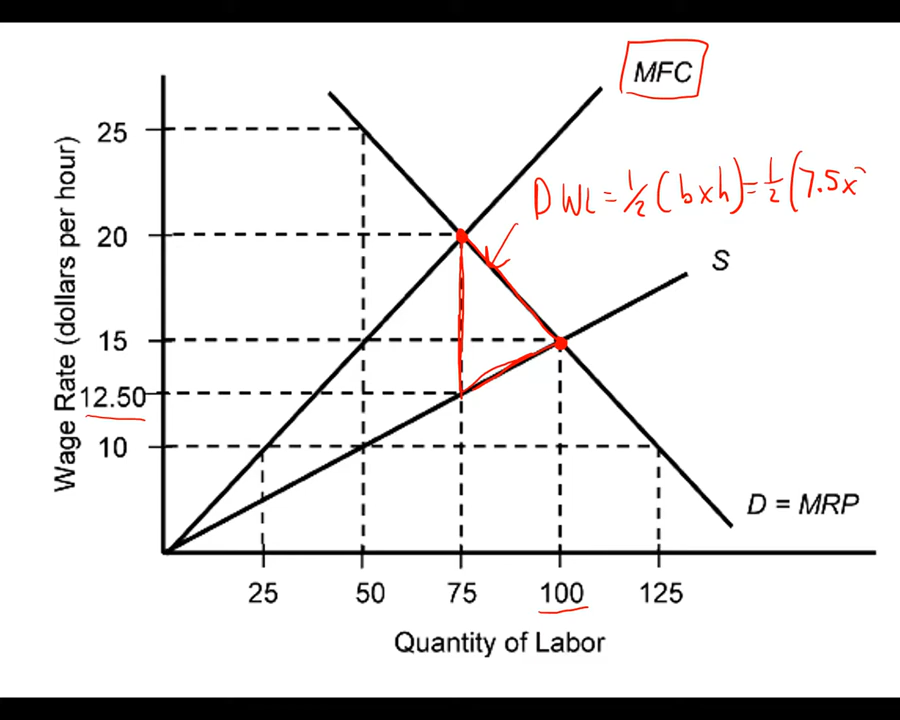 MFC
25
DWL = 1/2 (b x h) = 1/2 (7.5 x
20
S
15
12.50
10
D = MRP
25 50 75 100 125
Quantity of Labor
Wage Rate (dollars per hour)